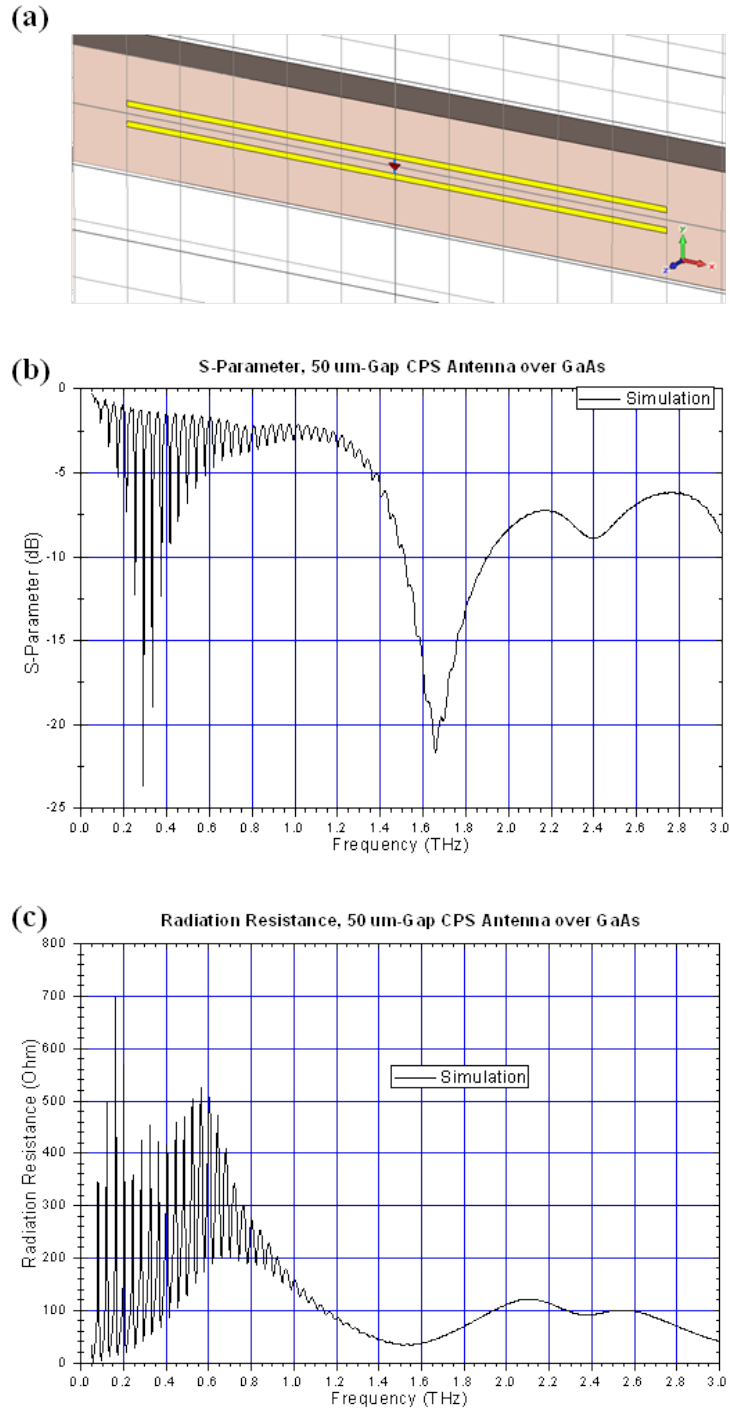 (a)
y
x
z
(b)
S-Parameter, 50 um-Gap CPS Antenna over GaAs
Simulation
S-Parameter (dB)
0
-5
-10
-15
-20
-25
0.0 0.2 0.4 0.6 0.8 1.0 1.2 1.4 1.6 1.8 2.0 2.2 2.4 2.6 2.8 3.0
Frequency (THz)
(c)
Radiation Resistance, 50 um-Gap CPS Antenna over GaAs
Simulation
Radiation Resistance (Ohm)
800
700
600
500
400
300
200
100
0
0.0 0.2 0.4 0.6 0.8 1.0 1.2 1.4 1.6 1.8 2.0 2.2 2.4 2.6 2.8 3.0
Frequency (THz)